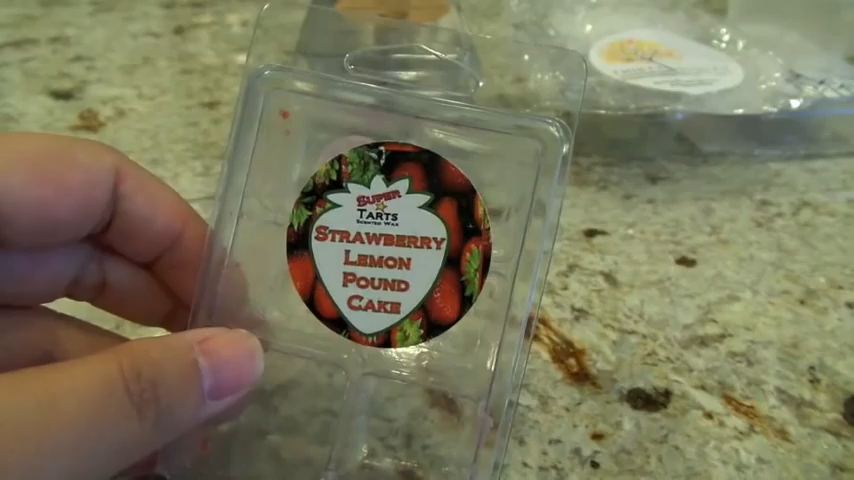 SUPER
TARTS
SCENTED WAX
STRAWBERRY
LEMON
POUND
CAKE